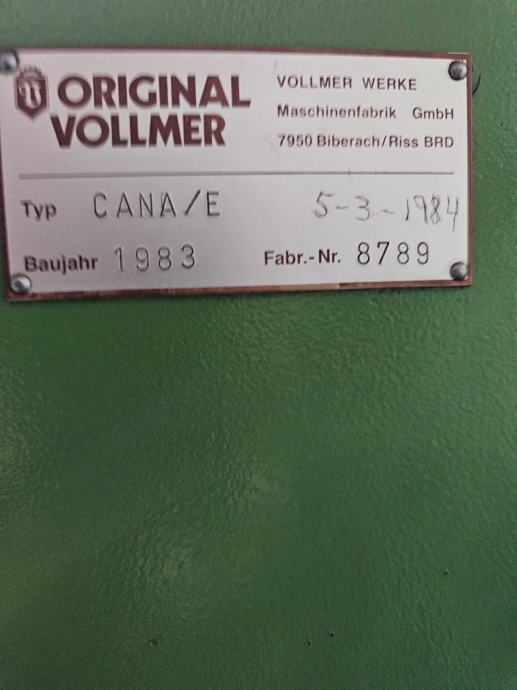 ORIGINAL
VOLLMER
VOLLMER WERKE
Maschinenfabrik GmbH
7950 Biberach/Riss BRD
Typ CANA/E 5-3-1984
Baujahr 1983 Fabr.-Nr. 8789